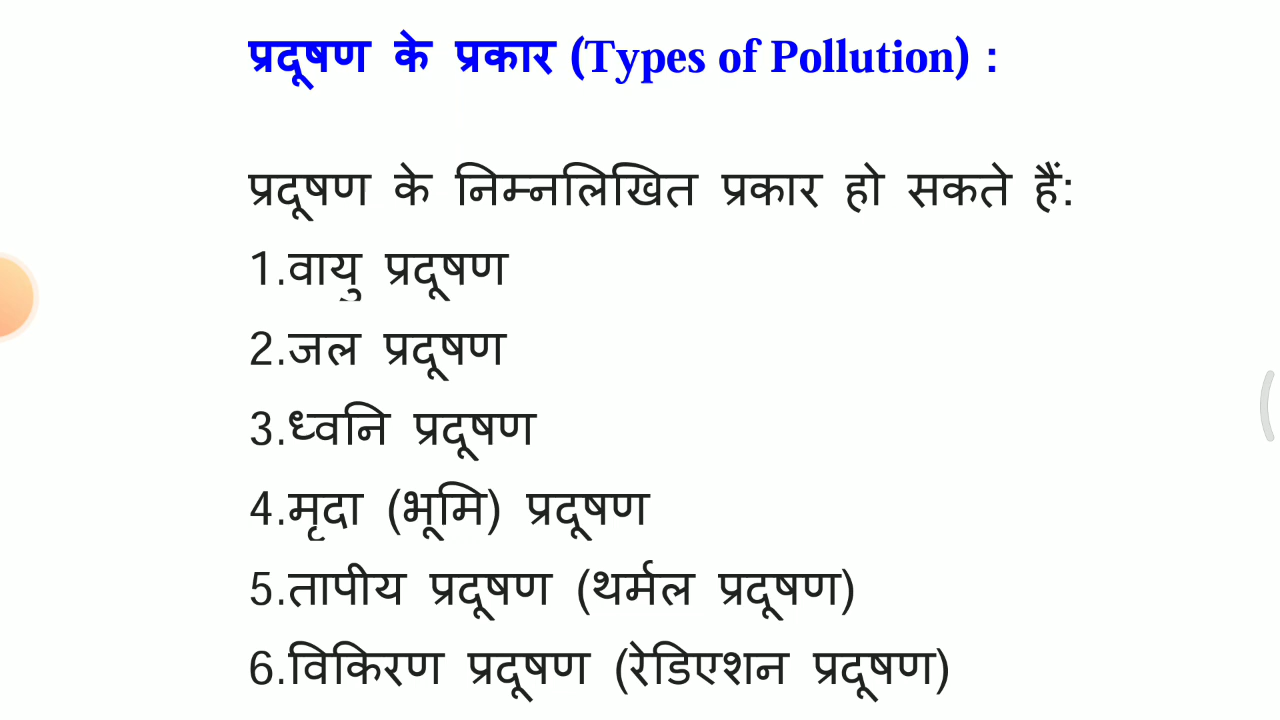 प्रदूषण के प्रकार (Types of Pollution) :
प्रदूषण के निम्नलिखित प्रकार हो सकते हैं:
1.वायु प्रदूषण
2.जल प्रदूषण
3.ध्वनि प्रदूषण
4.मृदा (भूमि) प्रदूषण
5.तापीय प्रदूषण (थर्मल प्रदूषण)
6.विकिरण प्रदूषण (रेडिएशन प्रदूषण)